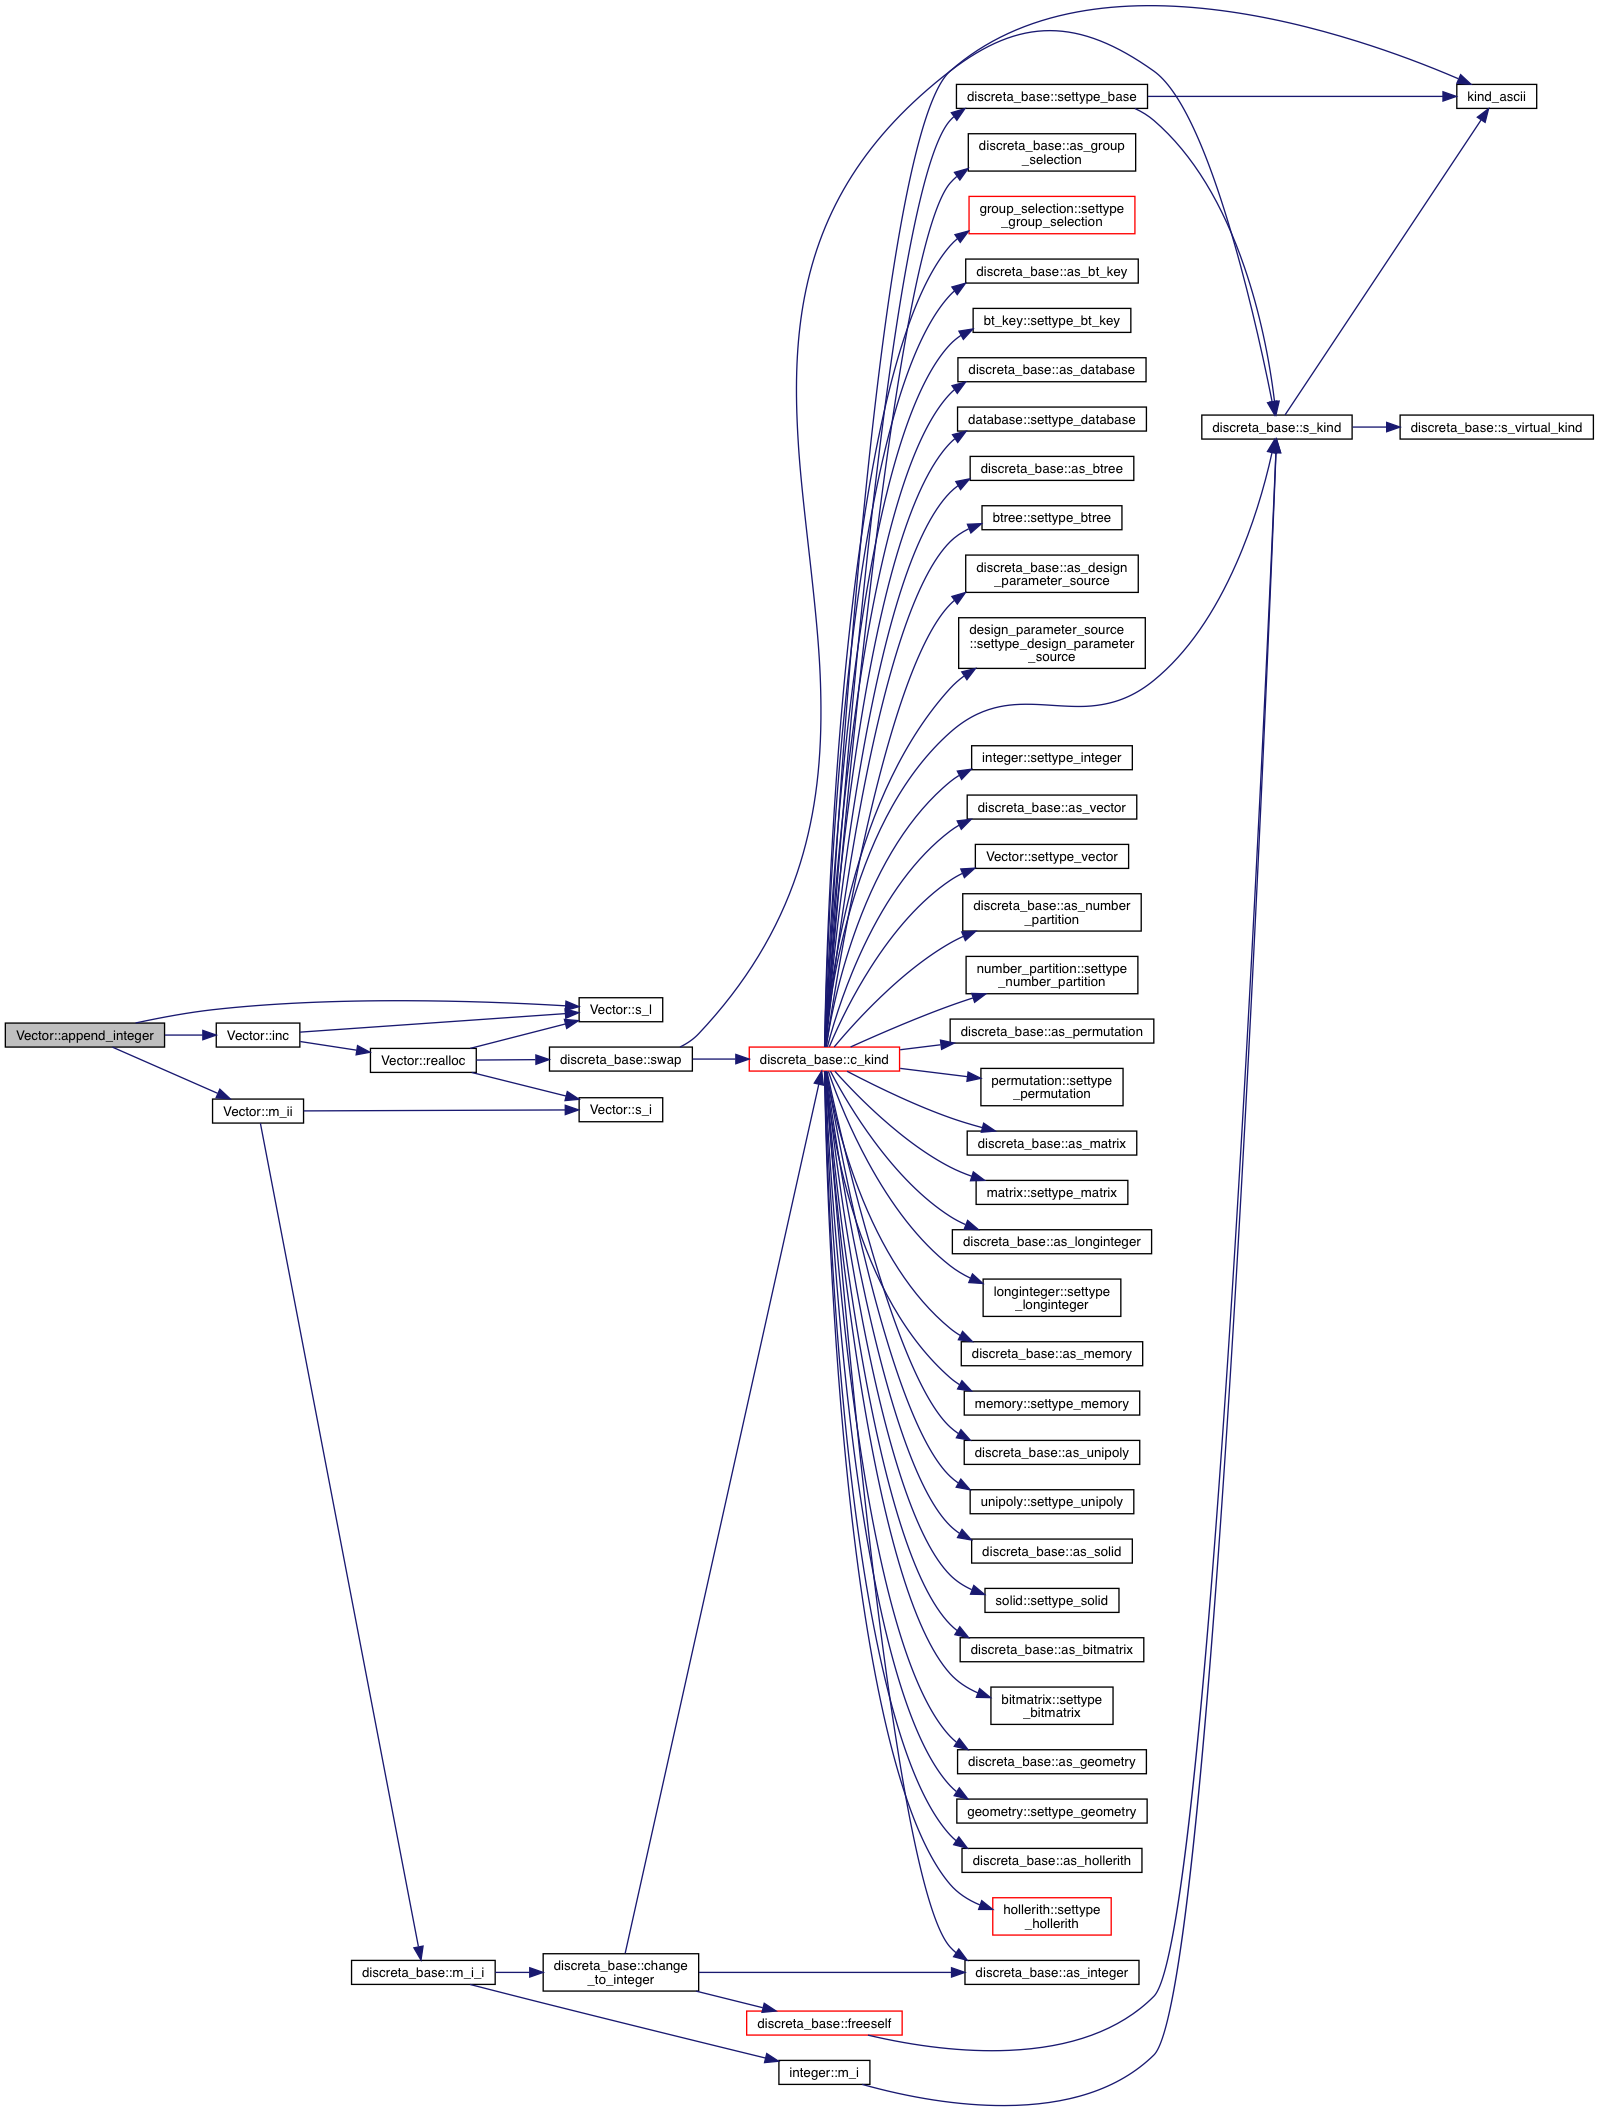 Vector::append_integer
Vector::inc
Vector::m_ii
Vector::realloc
Vector::s_l
discreta_base::swap
Vector::s_i
discreta_base::m_i_i
discreta_base::change
_to_integer
discreta_base::c_kind
discreta_base::freeself
integer::m_i
discreta_base::settype_base
discreta_base::as_group
_selection
group_selection::settype
_group_selection
discreta_base::as_bt_key
bt_key::settype_bt_key
discreta_base::as_database
database::settype_database
discreta_base::as_btree
btree::settype_btree
discreta_base::as_design
_parameter_source
design_parameter_source
::settype_design_parameter
_source
integer::settype_integer
discreta_base::as_vector
Vector::settype_vector
discreta_base::as_number
_partition
number_partition::settype
_number_partition
discreta_base::as_permutation
permutation::settype
_permutation
discreta_base::as_matrix
matrix::settype_matrix
discreta_base::as_longinteger
longinteger::settype
_longinteger
discreta_base::as_memory
memory::settype_memory
discreta_base::as_unipoly
unipoly::settype_unipoly
discreta_base::as_solid
solid::settype_solid
discreta_base::as_bitmatrix
bitmatrix::settype
_bitmatrix
discreta_base::as_geometry
geometry::settype_geometry
discreta_base::as_hollerith
hollerith::settype
_hollerith
discreta_base::as_integer
kind_ascii
discreta_base::s_kind
discreta_base::s_virtual_kind